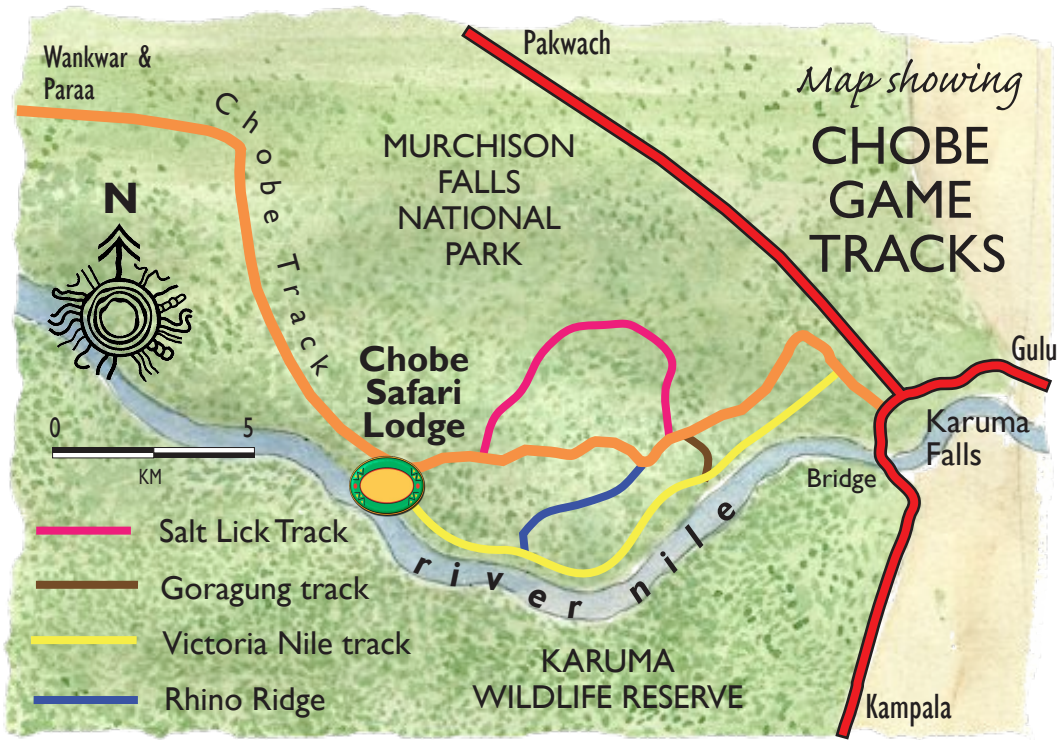 Wankwar &
Paraa
Pakwach
Map showing
CHOBE
GAME
TRACKS
Chobe Track
MURCHISON
FALLS
NATIONAL
PARK
N
Chobe
Safari
Lodge
Gulu
Karuma
Falls
Bridge
0 5
KM
river nile
Salt Lick Track
Goragung track
Victoria Nile track
Rhino Ridge
KARUMA
WILDLIFE RESERVE
Kampala